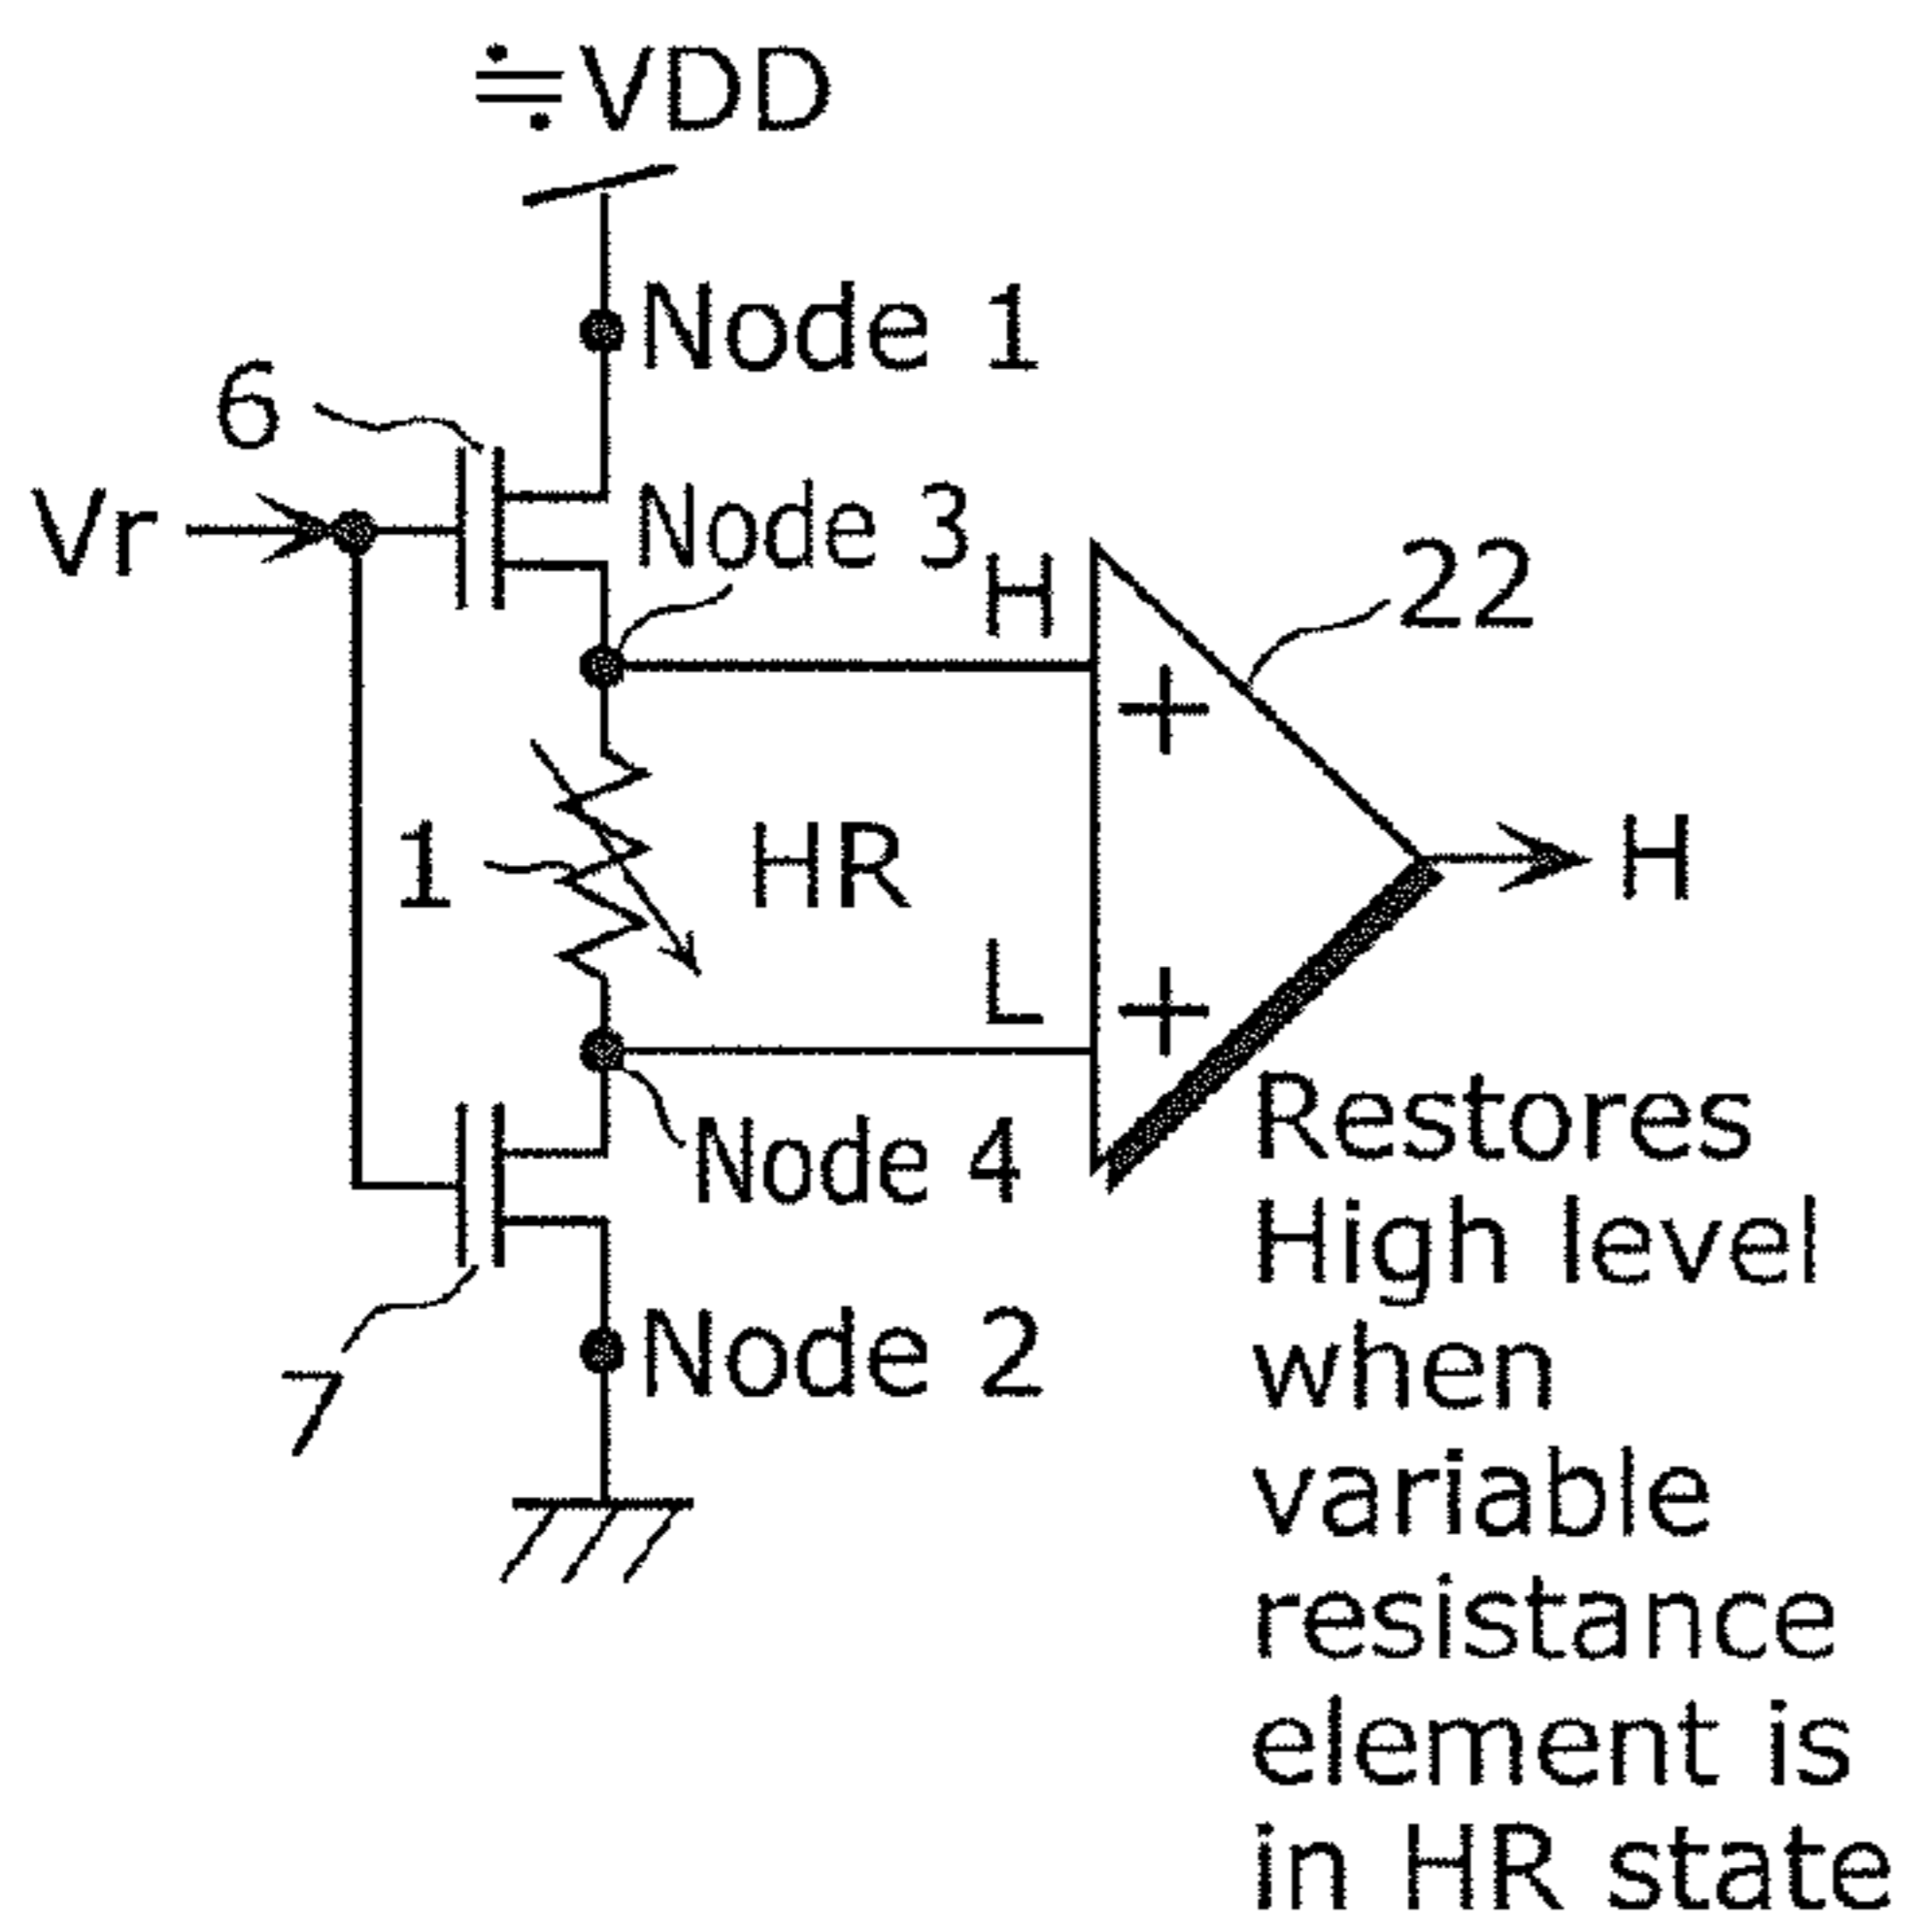 ≒VDD
Node 1
6
Vr
Node 3
H
22
+
1
HR
H
L
+
Node 4
7
Node 2
Restores
High level
when
variable
resistance
element is
in HR state